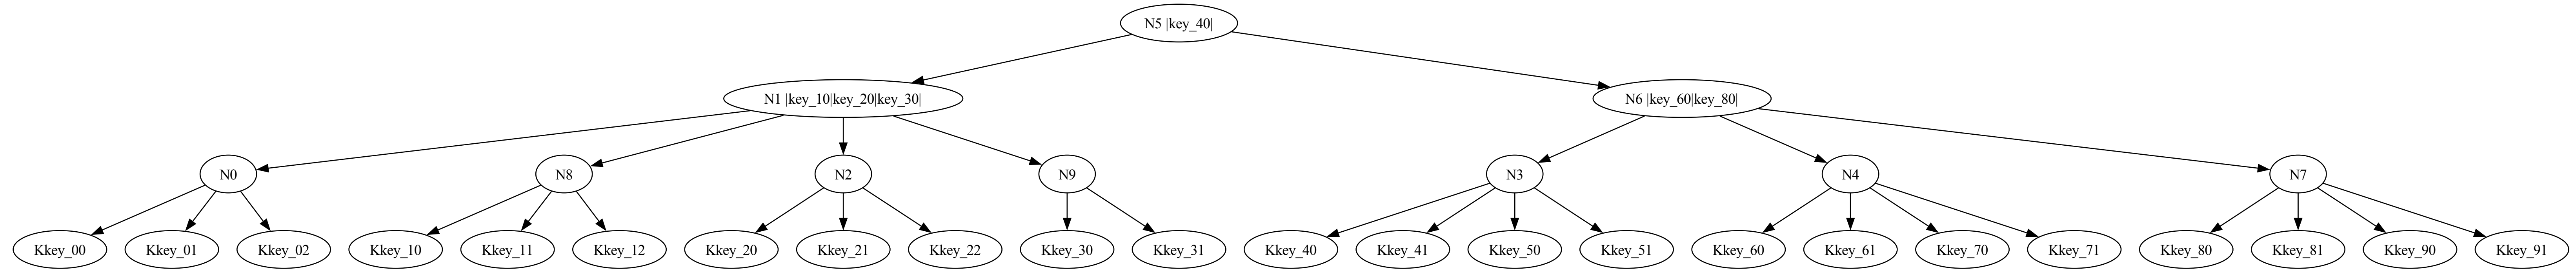 N5 |key_40|
N1 |key_10|key_20|key_30|
N6 |key_60|key_80|
N0
N8
N2
N9
N3
N4
N7
Kkey_00
Kkey_01
Kkey_02
Kkey_10
Kkey_11
Kkey_12
Kkey_20
Kkey_21
Kkey_22
Kkey_30
Kkey_31
Kkey_40
Kkey_41
Kkey_50
Kkey_51
Kkey_60
Kkey_61
Kkey_70
Kkey_71
Kkey_80
Kkey_81
Kkey_90
Kkey_91